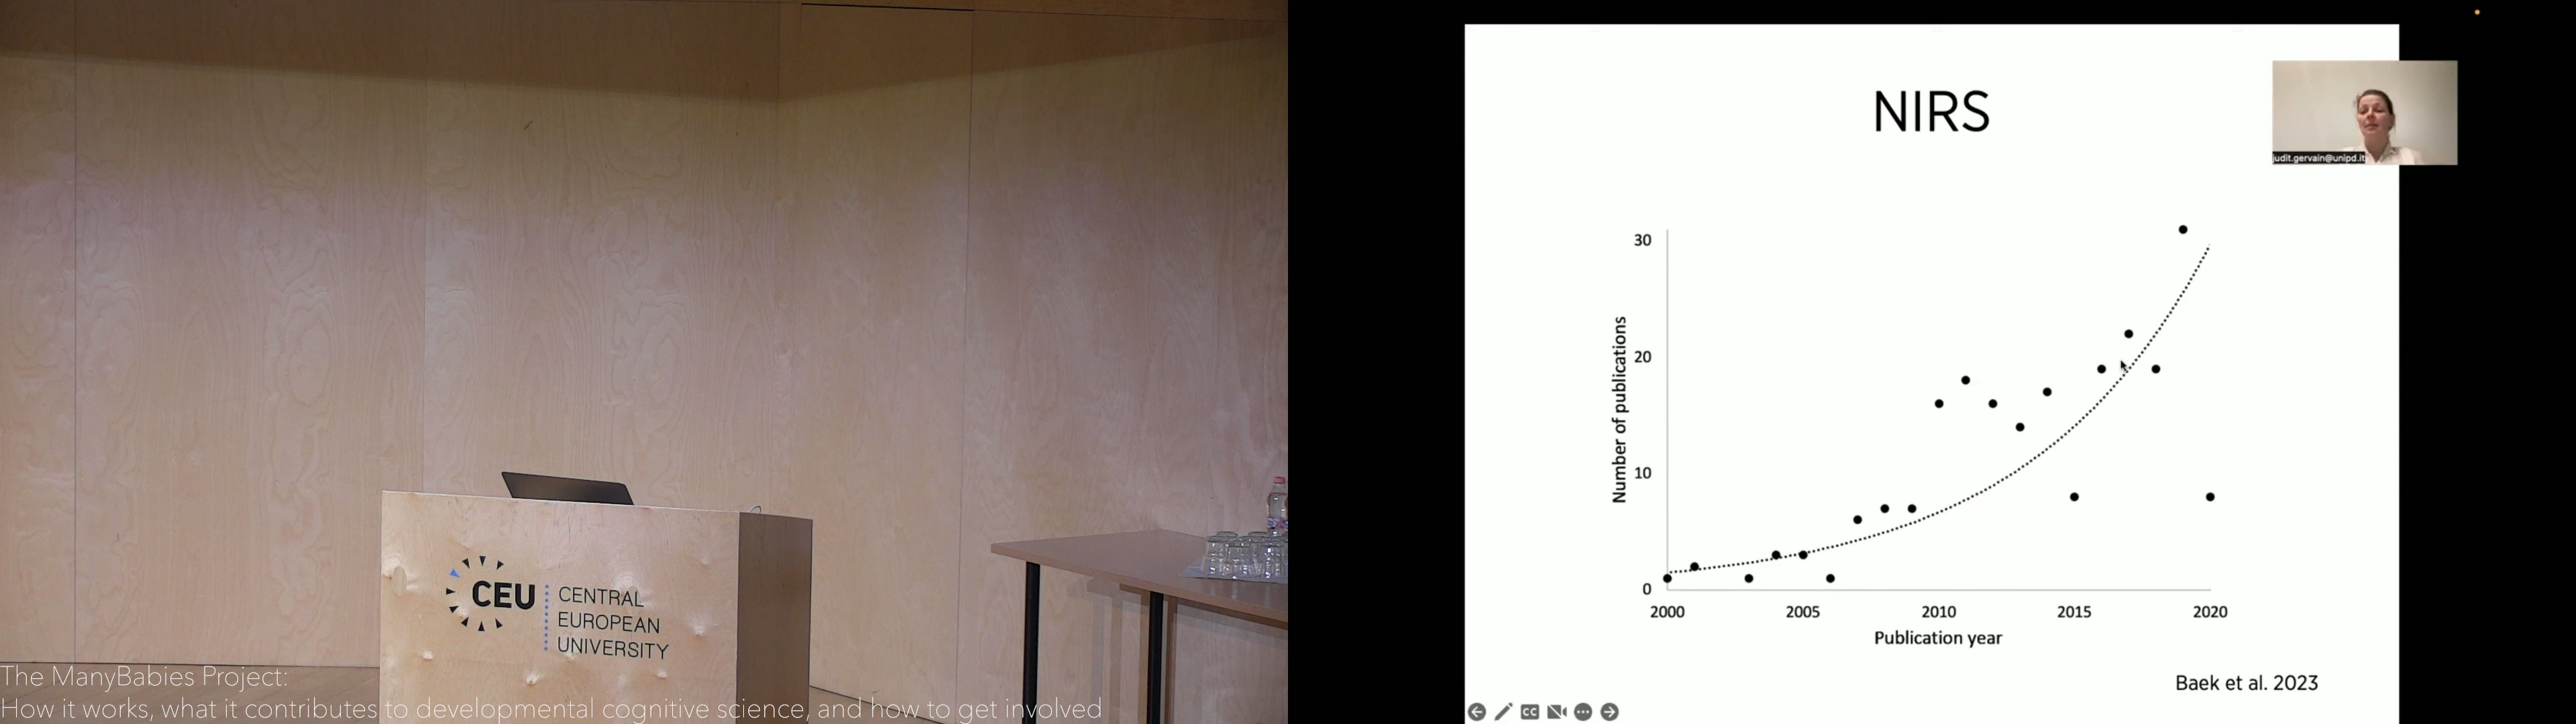 CEU
CENTRAL
EUROPEAN
UNIVERSITY
The ManyBabies Project:
How it works, what it contributes to developmental cognitive science, and how to get involved
NIRS
judit.gervain@unipd.it
Number of publications
30
20
10
0
2000 2005 2010 2015 2020
Publication year
Baek et al. 2023
CC